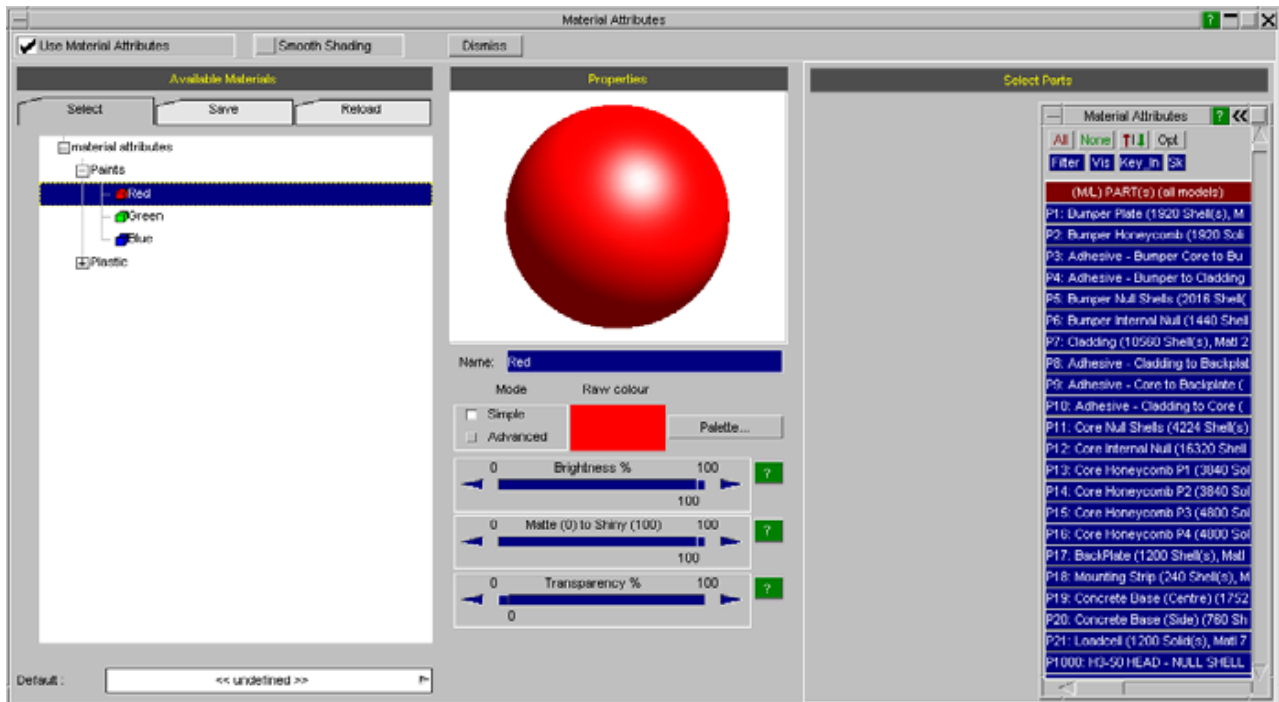 Material Attributes ?
Use Material Attributes Smooth Shading Dismiss
Available Materials
Select Save Reload
material attributes
Paints
Red
Green
Blue
Plastic
Default : << undefined >>
Properties
Name: Red
Mode Raw colour
Simple
Advanced
Palette...
0 Brightness % 100 ?
100
0 Matte (0) to Shiny (100) 100 ?
100
0 Transparency % 100 ?
0
Select Parts
Material Attributes ? <<
All None Opt
Filter Vis Key_In Sk
(M/L) PART(s) (all models)
P1: Bumper Plate (1920 Shell(s), M
P2: Bumper Honeycomb (1920 Soli
P3: Adhesive - Bumper Core to Bu
P4: Adhesive - Bumper to Cladding
P5: Bumper Null Shells (2016 Shell(
P6: Bumper Internal Null (1440 Shell
P7: Cladding (10560 Shell(s), Matl 2
P8: Adhesive - Cladding to Backplat
P9: Adhesive - Core to Backplate (
P10: Adhesive - Cladding to Core (
P11: Core Null Shells (4224 Shell(s)
P12: Core Internal Null (16320 Shell
P13: Core Honeycomb P1 (3840 Sol
P14: Core Honeycomb P2 (3840 Sol
P15: Core Honeycomb P3 (4800 Sol
P16: Core Honeycomb P4 (4800 Sol
P17: BackPlate (1200 Shell(s), Matl
P18: Mounting Strip (240 Shell(s), M
P19: Concrete Base (Centre) (1752
P20: Concrete Base (Side) (760 Sh
P21: Loadcell (1200 Solid(s), Matl 7
P1000: H3-50 HEAD - NULL SHELL